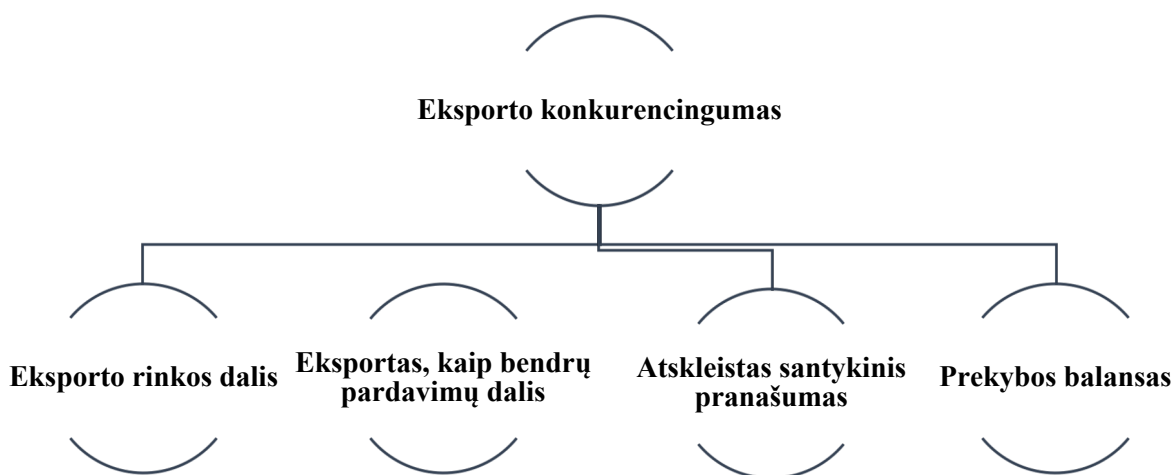 Eksporto konkurencingumas
Eksporto rinkos dalis
Eksportas, kaip bendrų
pardavimų dalis
Atskleistas santykinis
pranašumas
Prekybos balansas